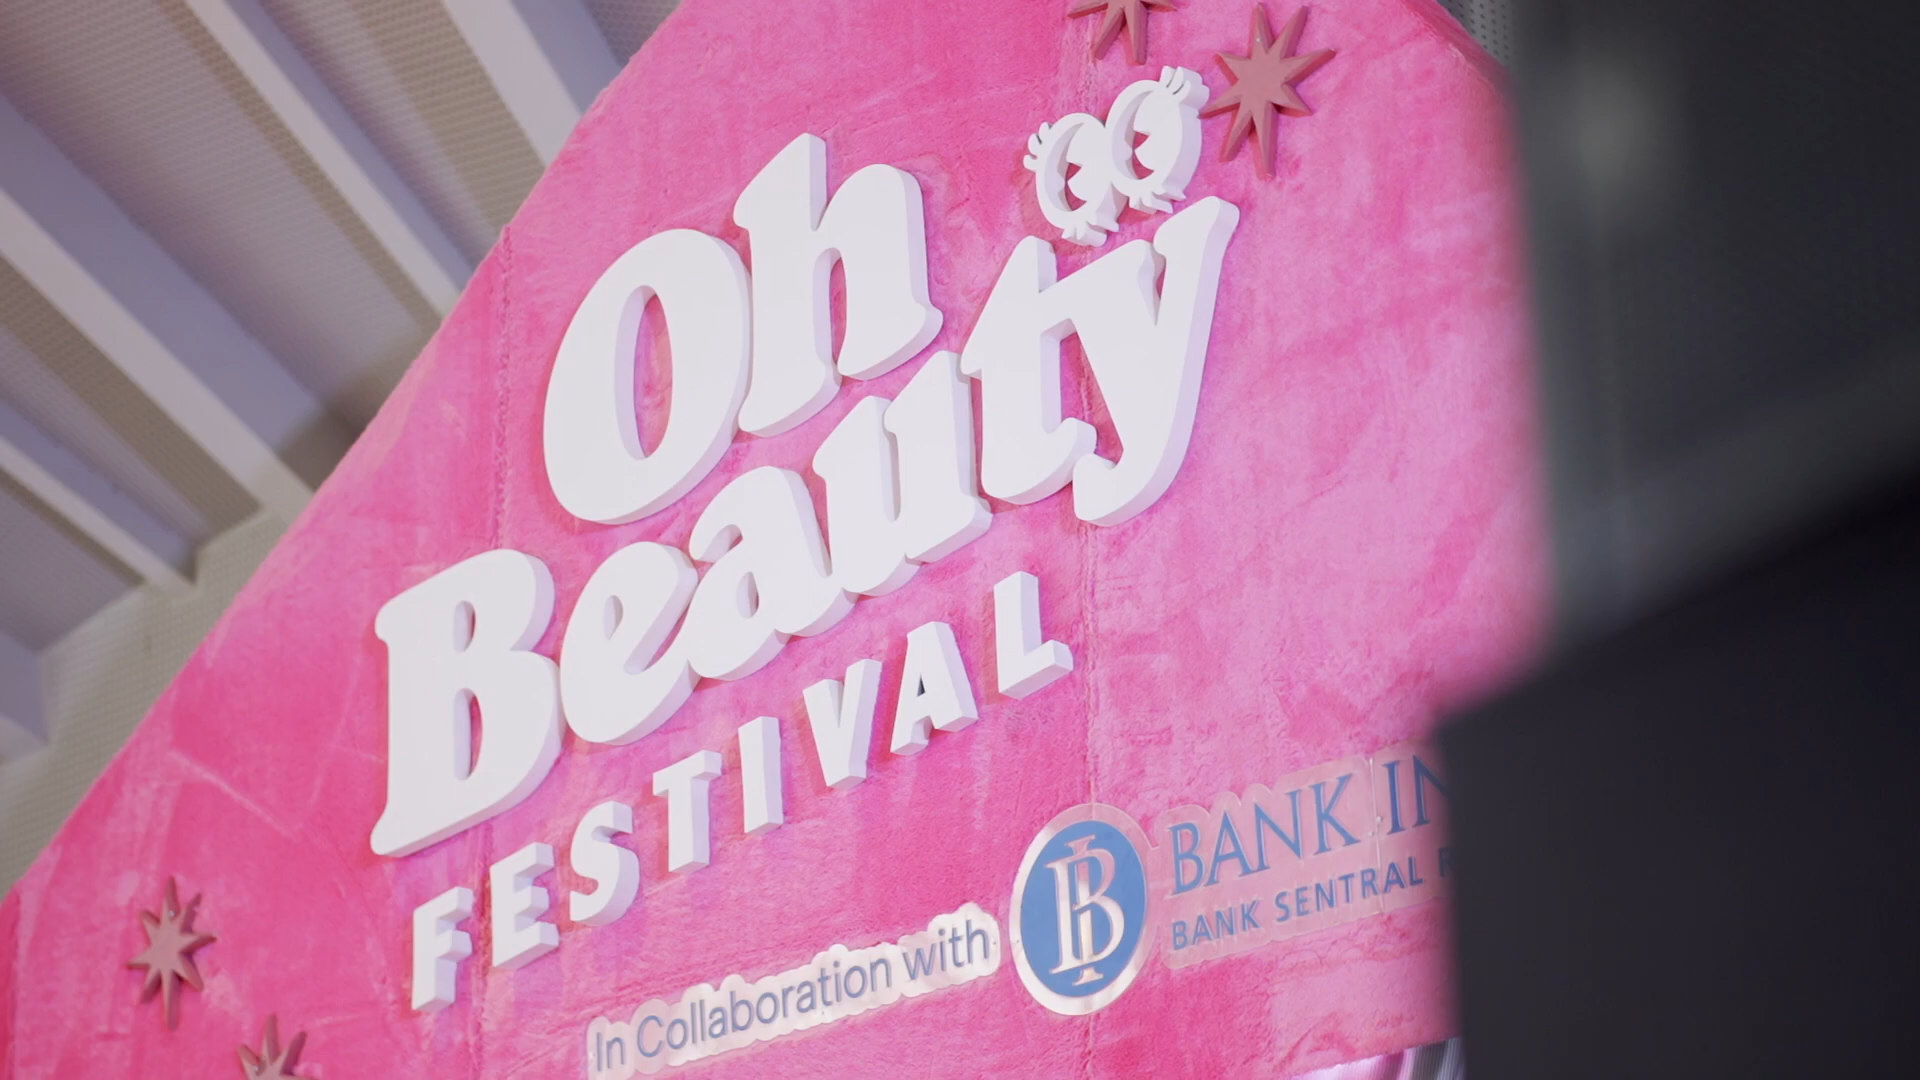 Oh
Beauty
FESTIVAL
In Collaboration with
BANK IN
BANK SENTRAL